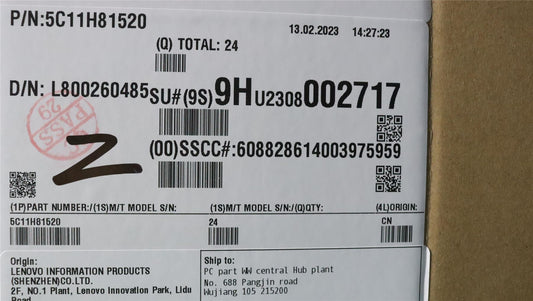 P/N:5C11H81520
13.02.2023 14:27:23
(Q) TOTAL: 24
D/N: L800260485
SU#(9S)9HU2308002717
PASS
29
Z
(00)SSCC#:608828614003975959
(1P)PART NUMBER:/(1S)M/T MODEL S/N: (1S)M/T MODEL S/N:/(Q)QTY: (4L)ORIGIN:
5C11H81520 24 CN
Origin:
LENOVO INFORMATION PRODUCTS
(SHENZHEN)CO.LTD.
2F, NO.1 Plant, Lenovo Innovation Park, Lidu
Road
Ship to:
PC part WW central Hub plant
No. 688 Pangjin road
Wujiang 105 215200